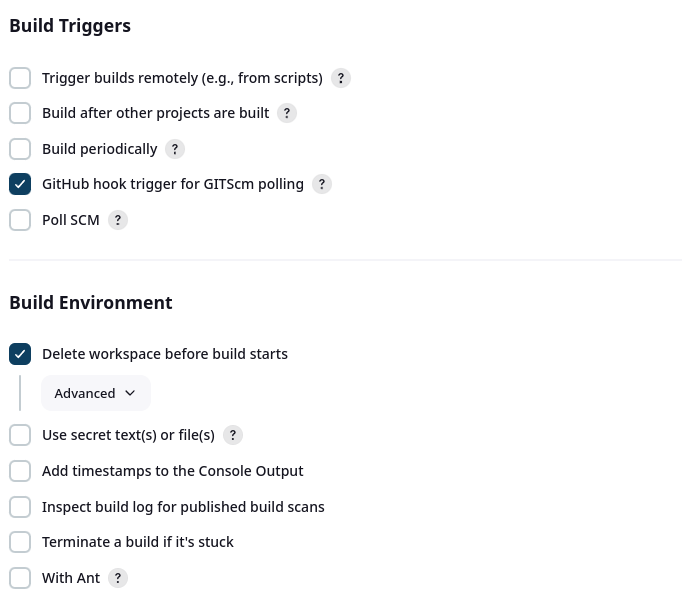 Build Triggers
Trigger builds remotely (e.g., from scripts) ?
Build after other projects are built ?
Build periodically ?
GitHub hook trigger for GITScm polling ?
Poll SCM ?
Build Environment
Delete workspace before build starts
Advanced
Use secret text(s) or file(s) ?
Add timestamps to the Console Output
Inspect build log for published build scans
Terminate a build if it's stuck
With Ant ?